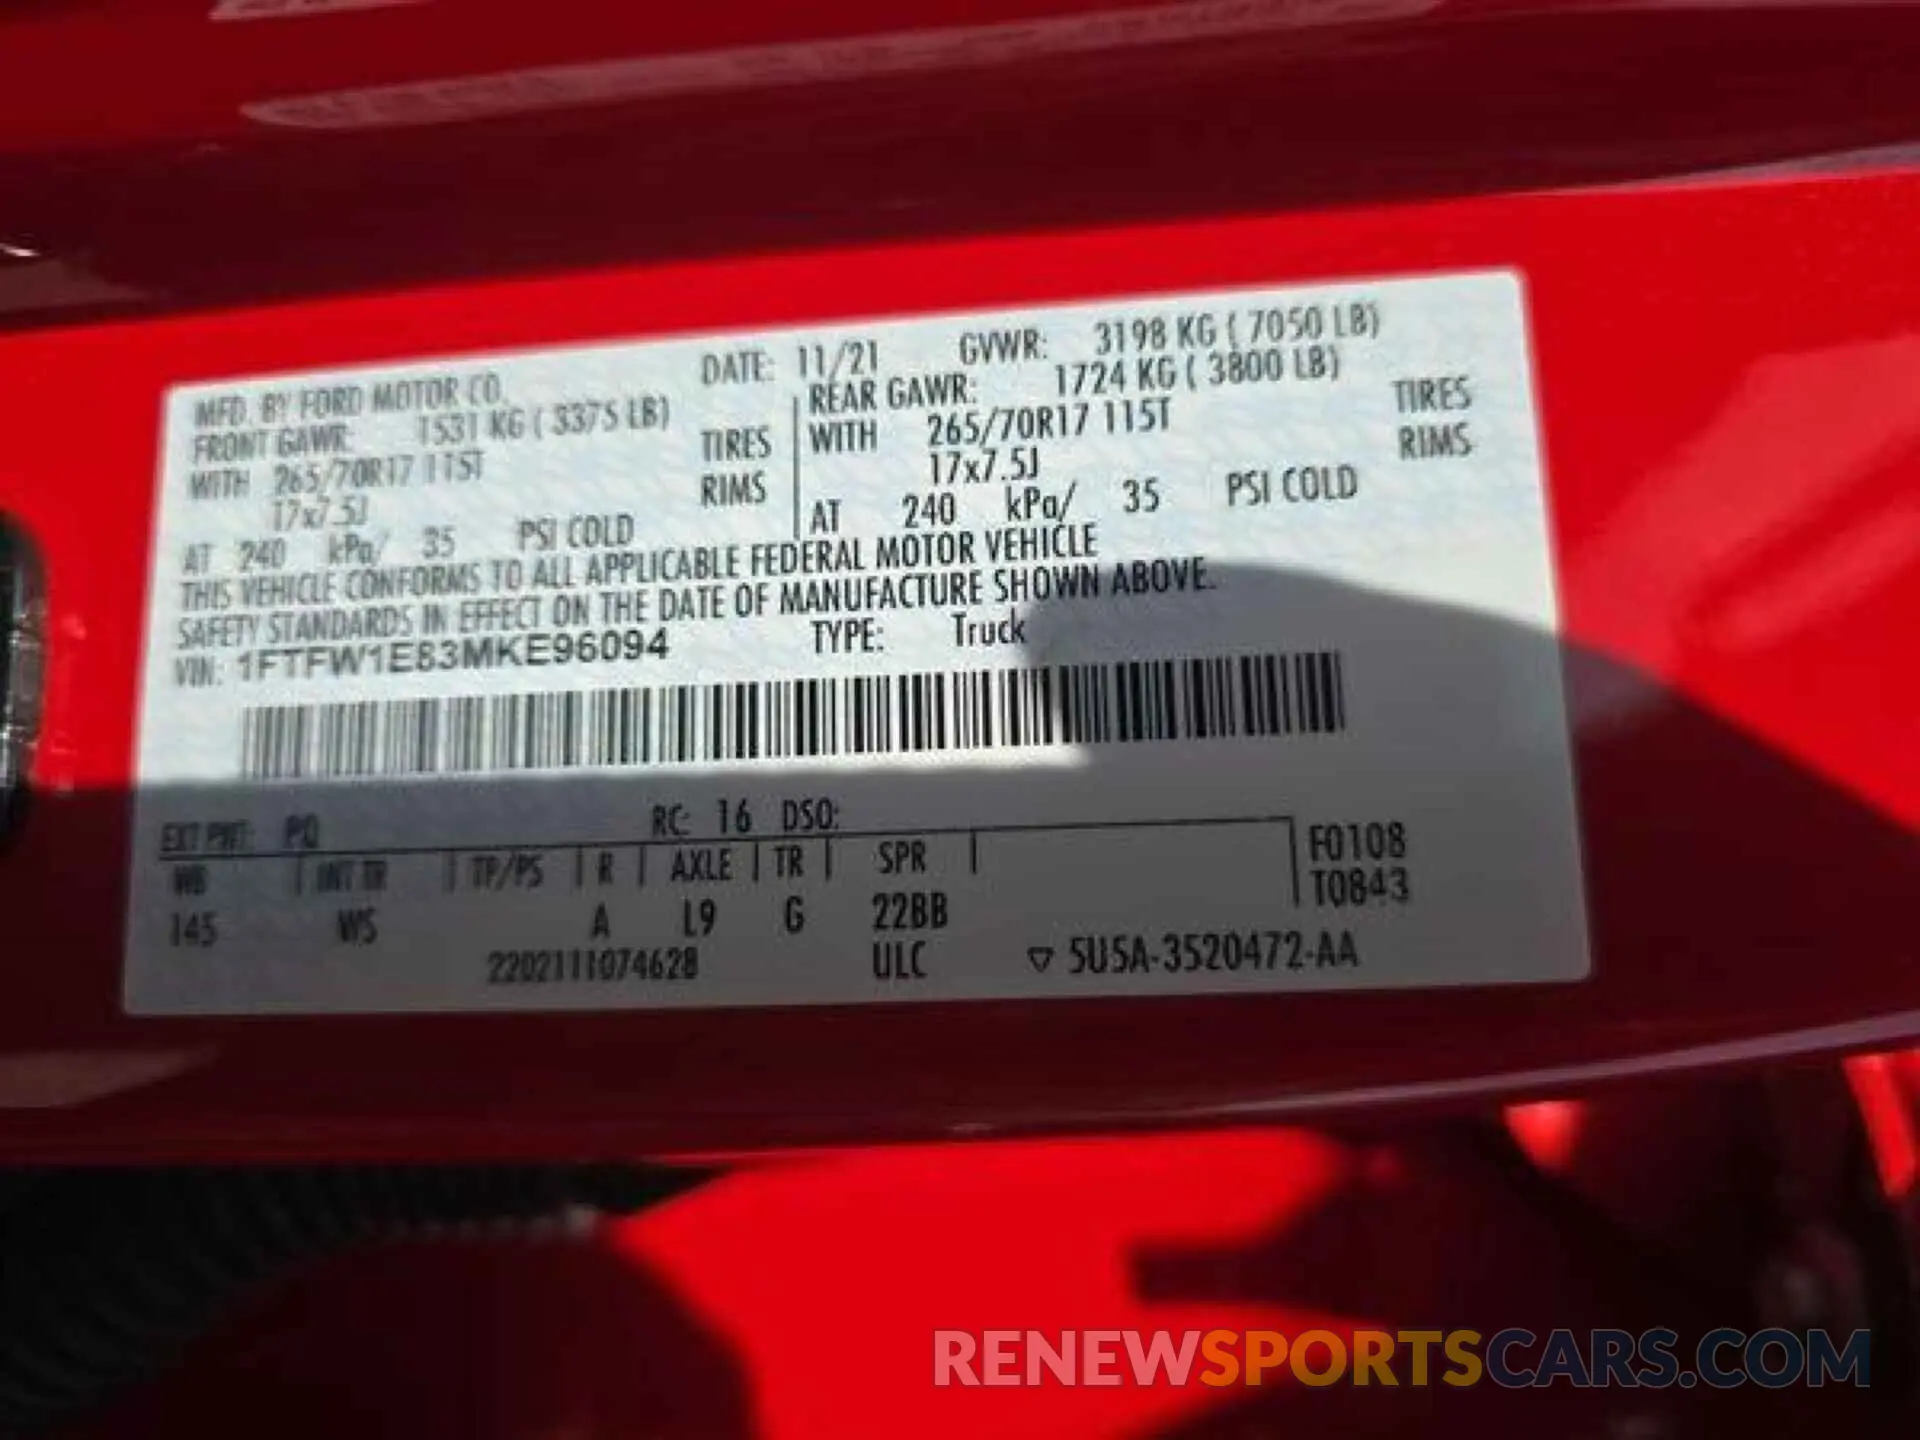 MFD. BY FORD MOTOR CO. DATE: 11/21 GVWR: 3198 KG ( 7050 LB)
FRONT GAWR: 1531 KG ( 3375 LB) REAR GAWR: 1724 KG ( 3800 LB)
WITH 265/70R17 115T TIRES WITH 265/70R17 115T TIRES
17x7.5J RIMS 17x7.5J RIMS
AT 240 kPa/ 35 PSI COLD AT 240 kPa/ 35 PSI COLD
THIS VEHICLE CONFORMS TO ALL APPLICABLE FEDERAL MOTOR VEHICLE
SAFETY STANDARDS IN EFFECT ON THE DATE OF MANUFACTURE SHOWN ABOVE.
VIN: 1FTFW1E83MKE96094 TYPE: Truck
EXT PNT: PQ RC: 16 DSO:
WB INT TR TP/PS R AXLE TR SPR F0108
145 WS A L9 G 22BB T0843
2202111074628 ULC ▽ 5U5A-3520472-AA
RENEWSPORTSCARS.COM